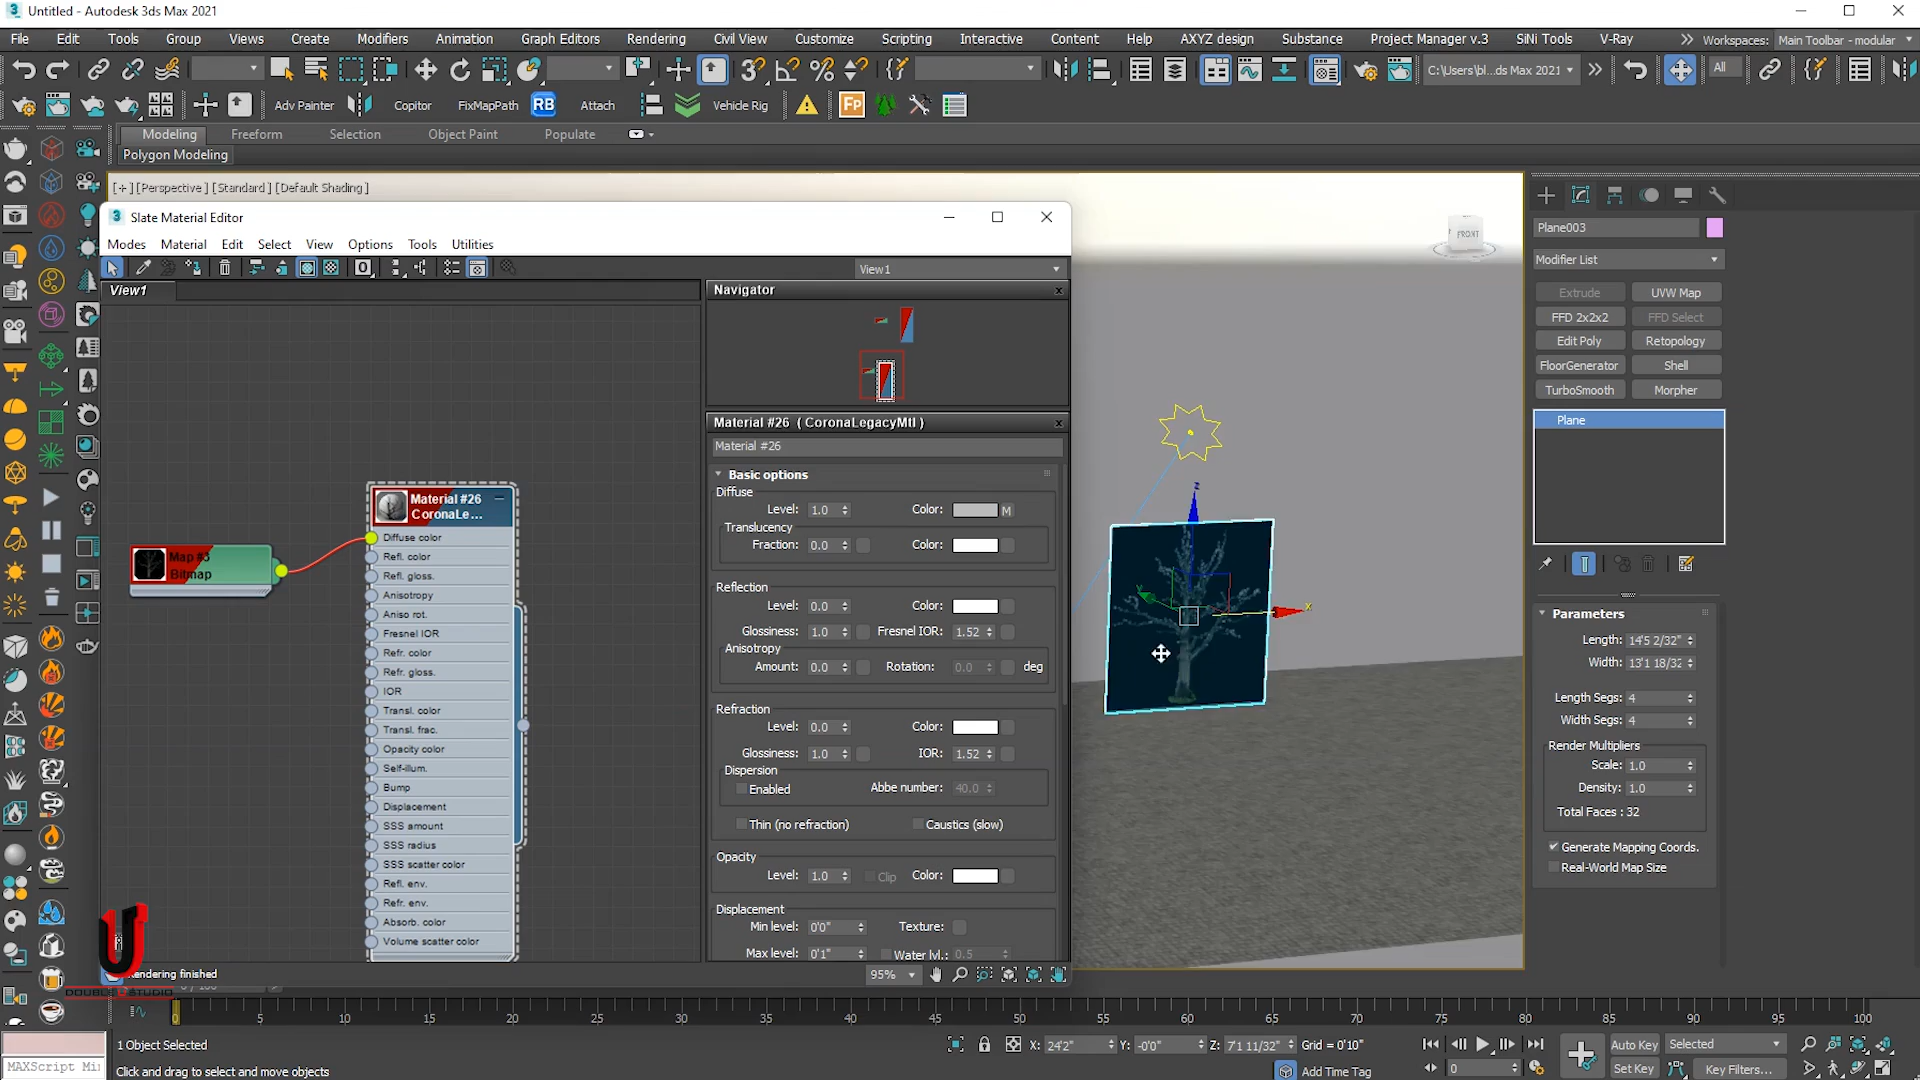 Untitled - Autodesk 3ds Max 2021
File Edit Tools Group Views Create Modifiers Animation Graph Editors Rendering Civil View Customize Scripting Interactive Content Help AXYZ design Substance Project Manager v.3 SiNi Tools V-Ray Workspaces: Main Toolbar - modular
C:\Users\bl...ds Max 2021 All
Adv Painter Copitor FixMapPath RB Attach Vehicle Rig Fp
Modeling Freeform Selection Object Paint Populate
Polygon Modeling
[+] [Perspective] [Standard] [Default Shading]
Slate Material Editor
Modes Material Edit Select View Options Tools Utilities
View1
View1
Navigator
Material #26 ( CoronaLegacyMtl )
Material #26
Basic options
Diffuse
Level: 1.0 Color: M
Translucency
Fraction: 0.0 Color:
Reflection
Level: 0.0 Color:
Glossiness: 1.0 Fresnel IOR: 1.52
Anisotropy
Amount: 0.0 Rotation: 0.0 deg
Refraction
Level: 0.0 Color:
Glossiness: 1.0 IOR: 1.52
Dispersion
Enabled Abbe number: 40.0
Thin (no refraction) Caustics (slow)
Opacity
Level: 1.0 Clip Color:
Displacement
Min level: 0'0" Texture:
Max level: 0'1" Water lvl.: 0.5
Map #3
Bitmap
Material #26
CoronaLe...
Diffuse color
Refl. color
Refl. gloss.
Anisotropy
Aniso rot.
Fresnel IOR
Refr. color
Refr. gloss.
IOR
Transl. color
Transl. frac.
Opacity color
Self-illum.
Bump
Displacement
SSS amount
SSS radius
SSS scatter color
Refl. env.
Refr. env.
Absorb. color
Volume scatter color
Rendering finished
95%
FRONT
z
x
Plane003
Modifier List
Extrude UVW Map
FFD 2x2x2 FFD Select
Edit Poly Retopology
FloorGenerator Shell
TurboSmooth Morpher
Plane
Parameters
Length: 14'5 2/32"
Width: 13'1 18/32
Length Segs: 4
Width Segs: 4
Render Multipliers
Scale: 1.0
Density: 1.0
Total Faces : 32
Generate Mapping Coords.
Real-World Map Size
U
DOUBLE STUDIO
0 5 10 15 20 25 30 35 40 45 50 55 60 65 70 75 80 85 90 95 100
1 Object Selected X: 24'2" Y: -0'0" Z: 7'1 11/32" Grid = 0'10" Auto Key Selected
MAXScript Mi Click and drag to select and move objects Add Time Tag 0 Set Key Key Filters...